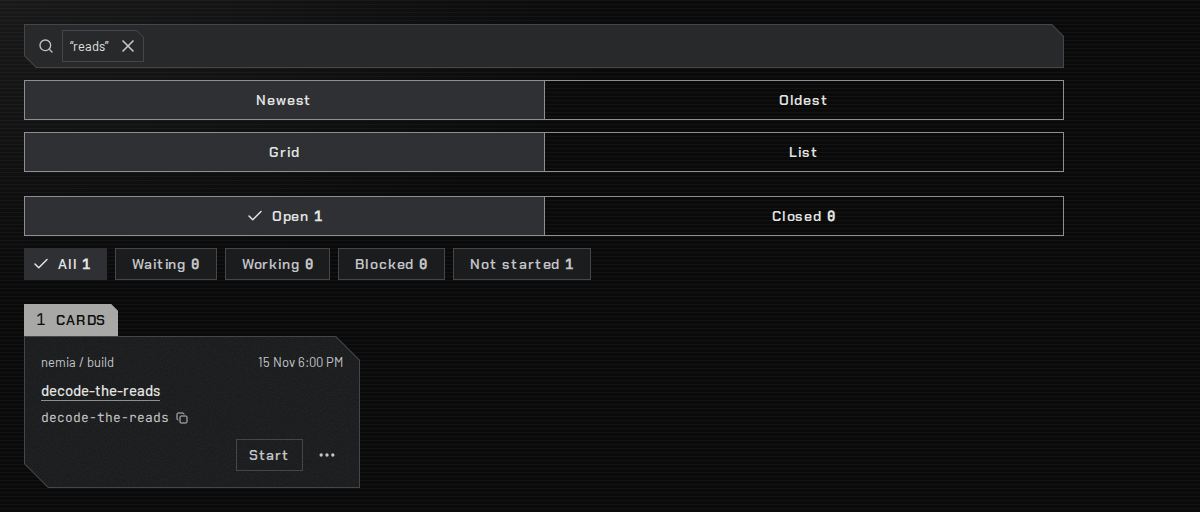 "reads"
Newest Oldest
Grid List
Open 1 Closed 0
All 1 Waiting 0 Working 0 Blocked 0 Not started 1
1 CARDS
nemia / build 15 Nov 6:00 PM
decode-the-reads
decode-the-reads
Start